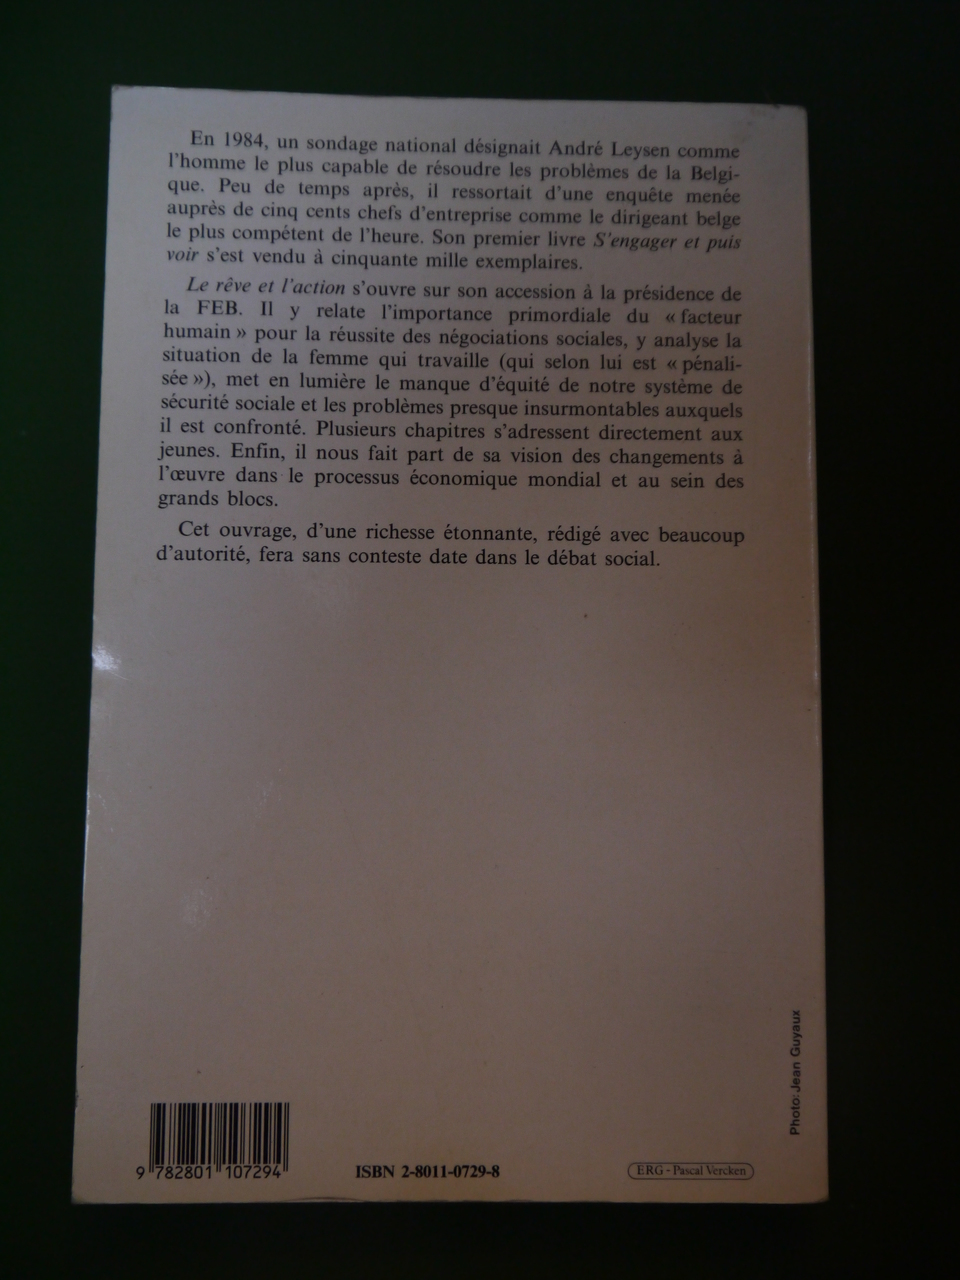 En 1984, un sondage national désignait André Leysen comme
l'homme le plus capable de résoudre les problèmes de la Belgi-
que. Peu de temps après, il ressortait d'une enquête menée
auprès de cinq cents chefs d'entreprise comme le dirigeant belge
le plus compétent de l'heure. Son premier livre S'engager et puis
voir s'est vendu à cinquante mille exemplaires.
Le rêve et l'action s'ouvre sur son accession à la présidence de
la FEB. Il y relate l'importance primordiale du « facteur
humain » pour la réussite des négociations sociales, y analyse la
situation de la femme qui travaille (qui selon lui est « pénali-
sée »), met en lumière le manque d'équité de notre système de
sécurité sociale et les problèmes presque insurmontables auxquels
il est confronté. Plusieurs chapitres s'adressent directement aux
jeunes. Enfin, il nous fait part de sa vision des changements à
l'œuvre dans le processus économique mondial et au sein des
grands blocs.
Cet ouvrage, d'une richesse étonnante, rédigé avec beaucoup
d'autorité, fera sans conteste date dans le débat social.
Photo: Jean Guyaux
9 782801 107294
ISBN 2-8011-0729-8
ERG - Pascal Vercken